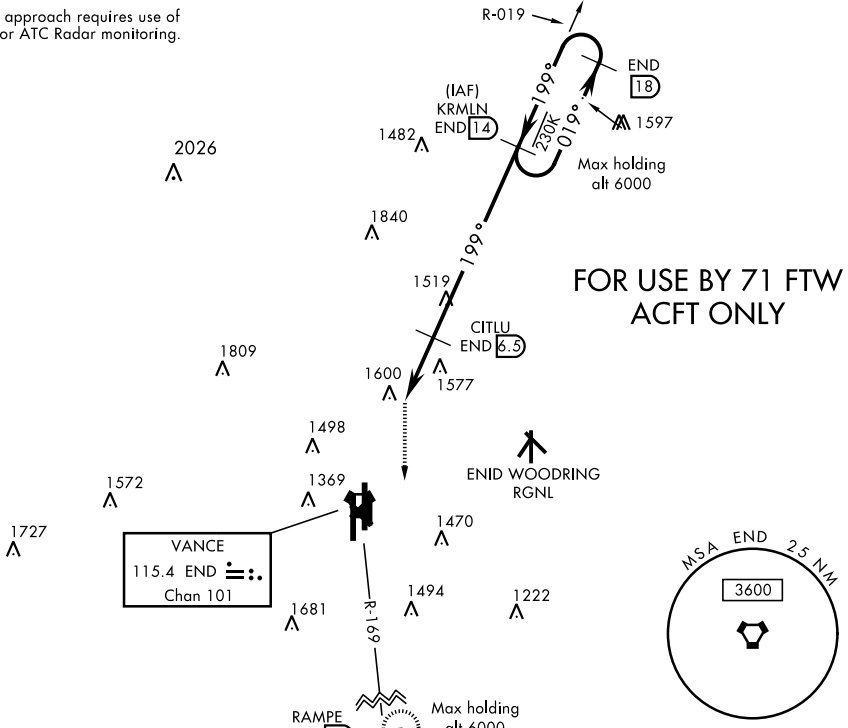 approach requires use of
or ATC Radar monitoring.
R-019
END
18
(IAF)
KRMLN
END 14
199°
019°
230K
1597
Max holding
alt 6000
1482
2026
1840
199°
1519
FOR USE BY 71 FTW
ACFT ONLY
CITLU
END 6.5
1809
1600
1577
1498
ENID WOODRING
RGNL
1572
1369
1727
1470
VANCE
115.4 END
Chan 101
MSA END 25 NM
3600
1494
1222
1681
R-169
RAMPE
Max holding
alt 6000